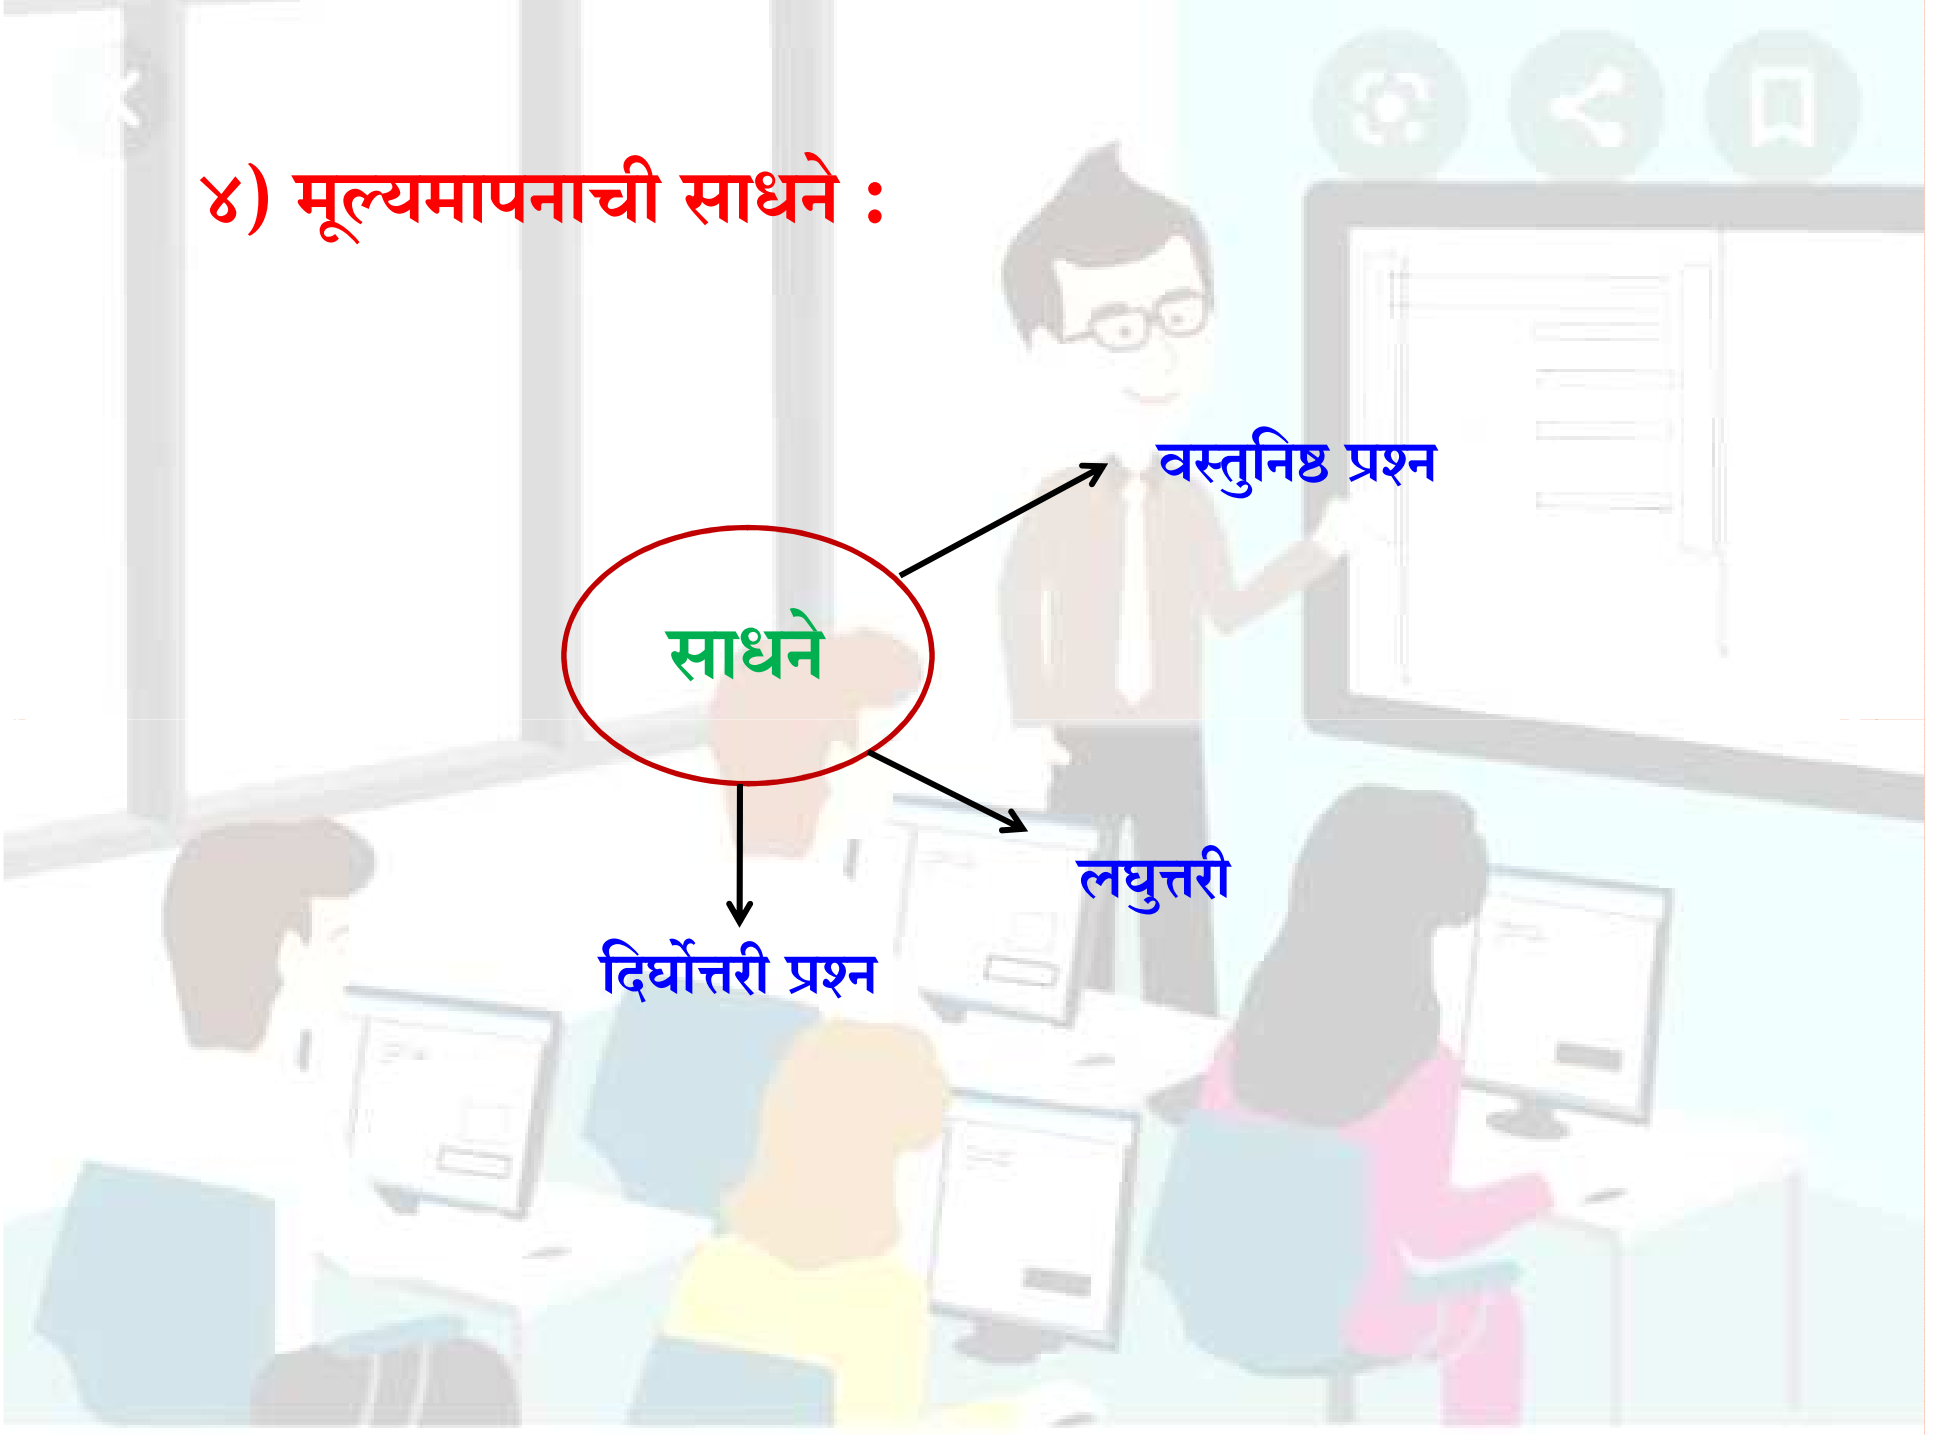 ४) मूल्यमापनाची साधने :
वस्तुनिष्ठ प्रश्न
साधने
लघुत्तरी
दिर्घोत्तरी प्रश्न